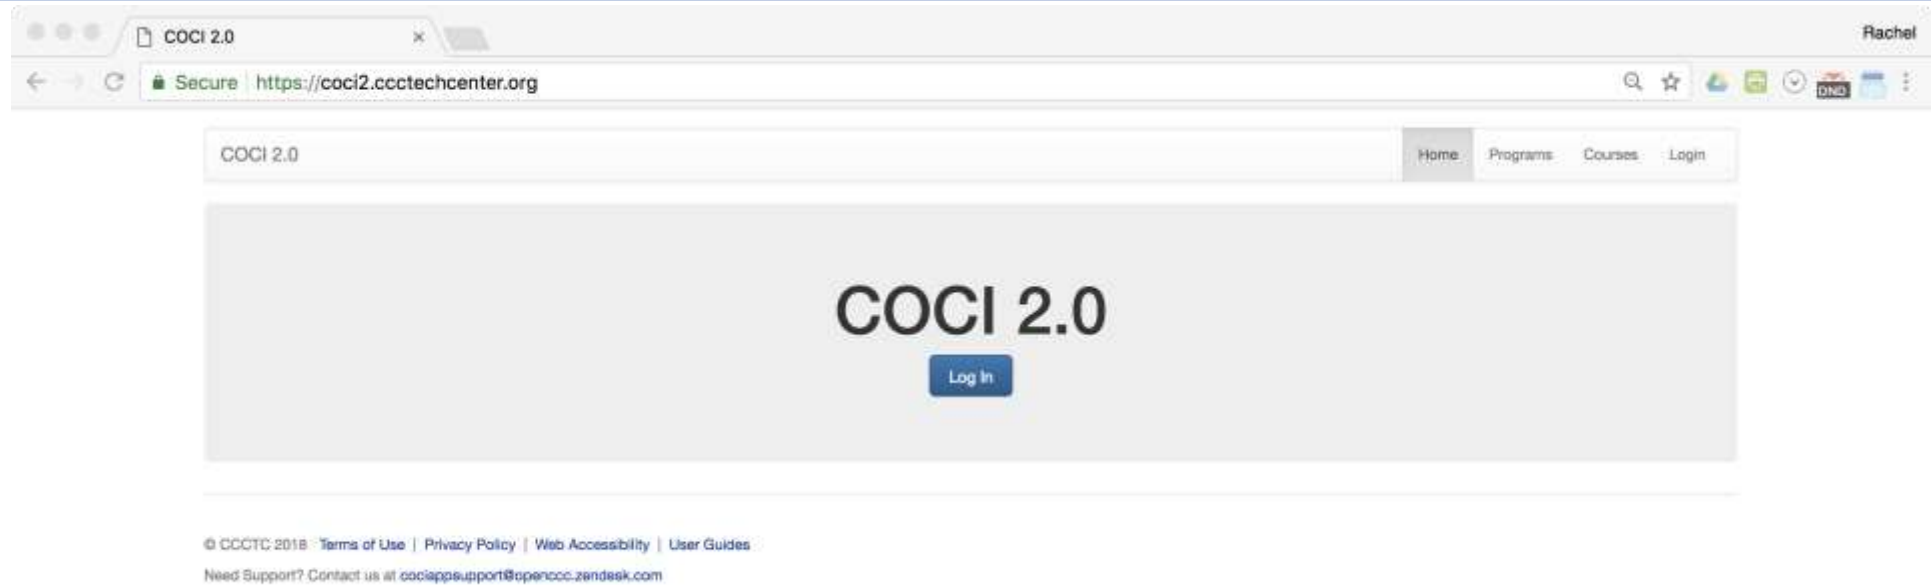 COCI 2.0
Rachel
Secure https://coci2.ccctechcenter.org
DND
COCI 2.0 Home Programs Courses Login
COCI 2.0
Log In
© CCCTC 2018 Terms of Use | Privacy Policy | Web Accessibility | User Guides
Need Support? Contact us at cociappsupport@openccc.zendesk.com